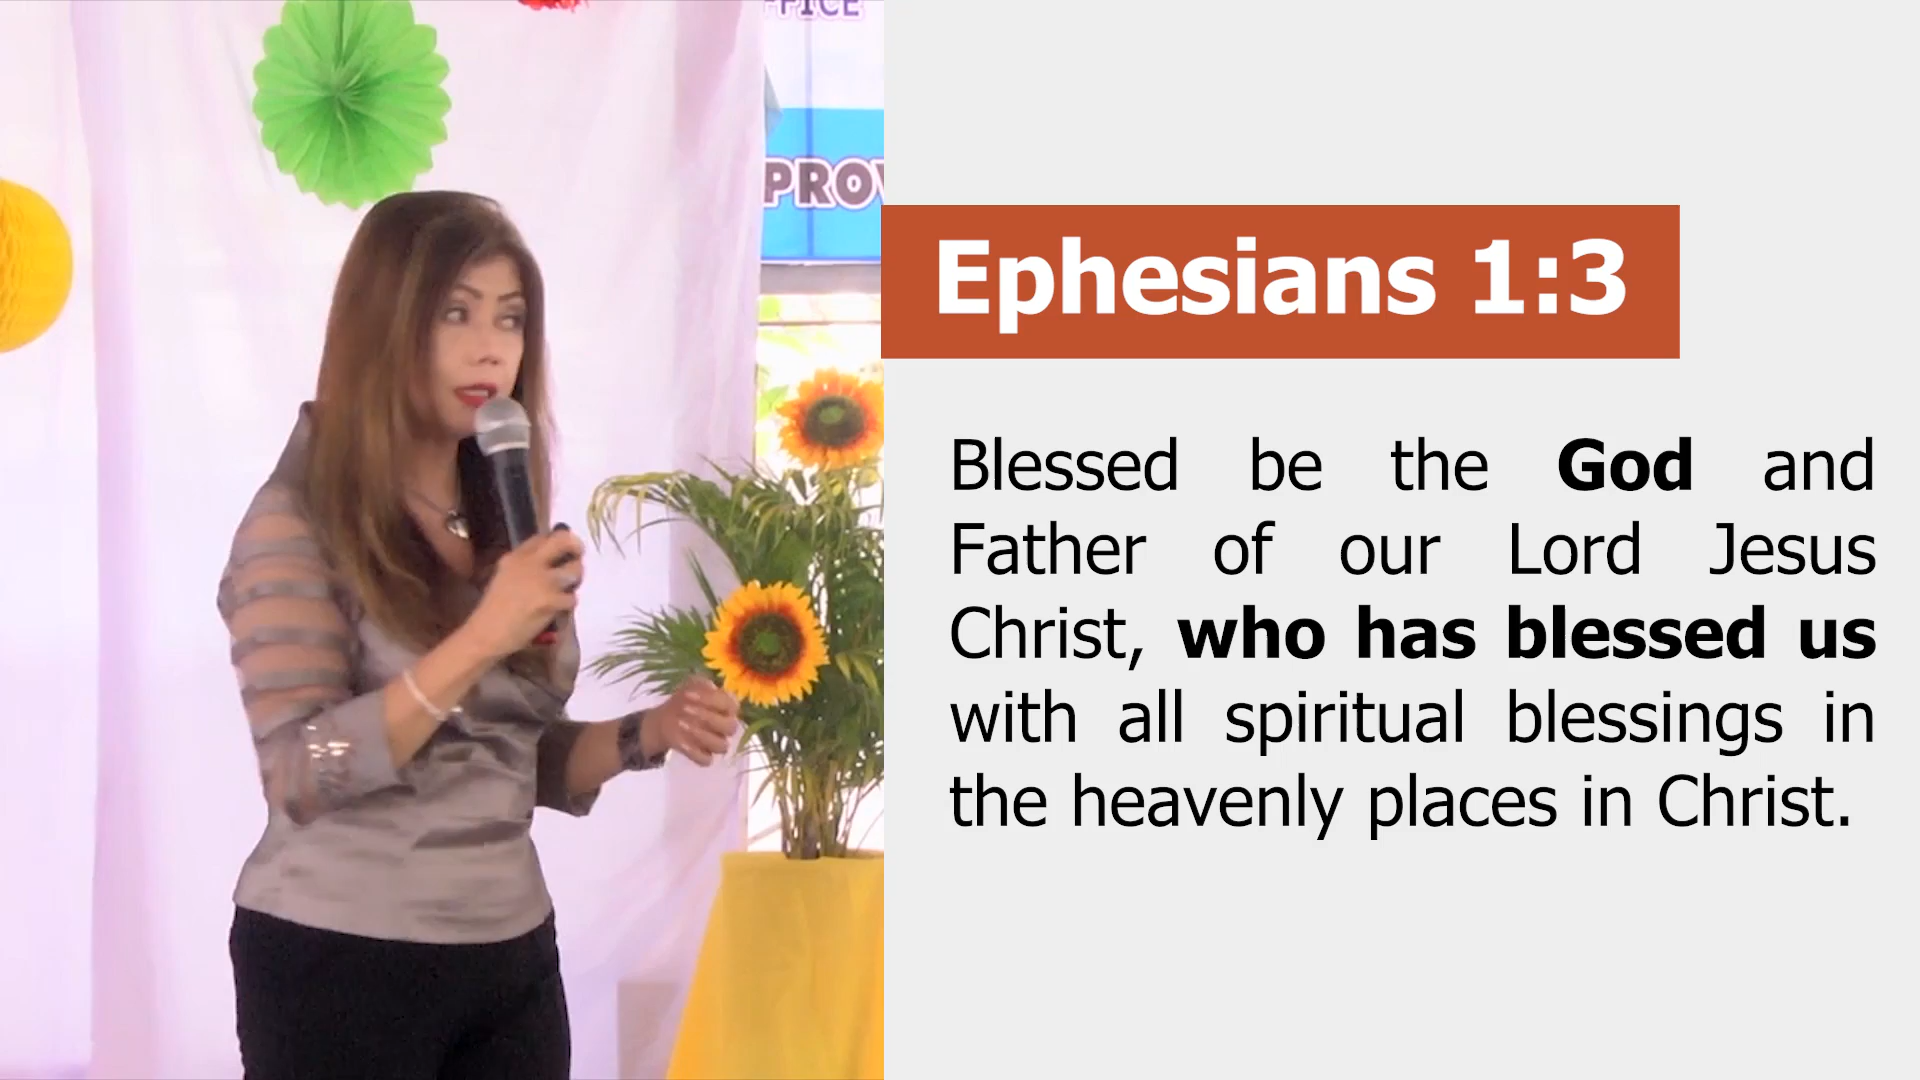 Ephesians 1:3
Blessed be the God and
Father of our Lord Jesus
Christ, who has blessed us
with all spiritual blessings in
the heavenly places in Christ.